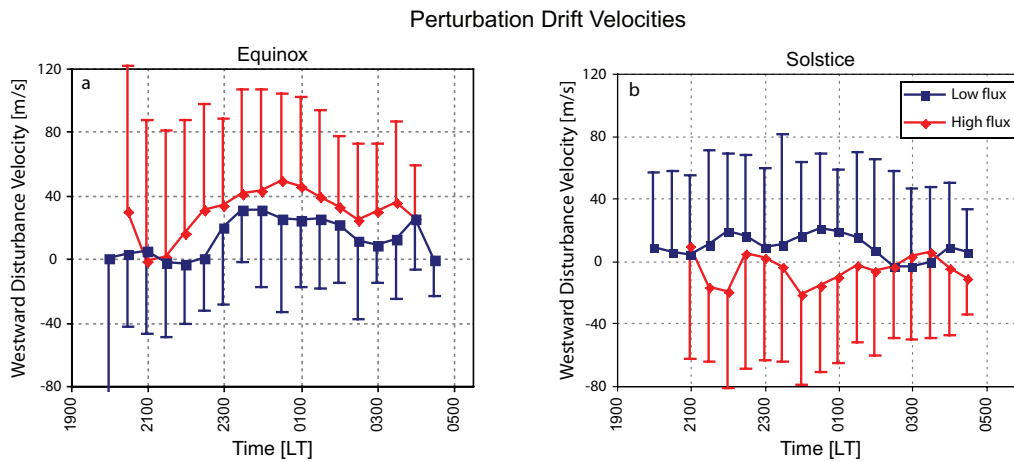 Perturbation Drift Velocities
Equinox
a
Westward Disturbance Velocity [m/s]
120
80
40
0
-40
-80
1900
2100
2300
0100
0300
0500
Time [LT]
Solstice
b
Westward Disturbance Velocity [m/s]
120
80
40
0
-40
-80
1900
2100
2300
0100
0300
0500
Time [LT]
Low flux
High flux